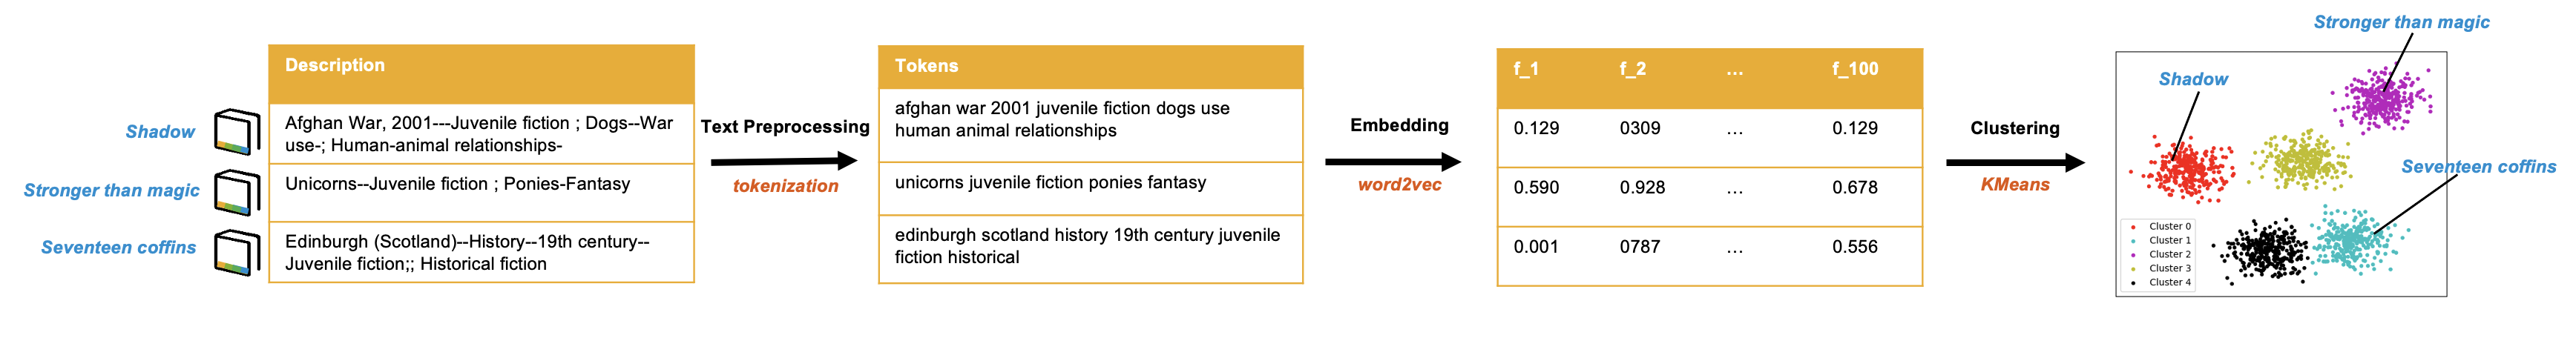 Shadow
Stronger than magic
Seventeen coffins
Description
Afghan War, 2001---Juvenile fiction ; Dogs--War
use-; Human-animal relationships-
Unicorns--Juvenile fiction ; Ponies-Fantasy
Edinburgh (Scotland)--History--19th century--
Juvenile fiction;; Historical fiction
Text Preprocessing
tokenization
Tokens
afghan war 2001 juvenile fiction dogs use
human animal relationships
unicorns juvenile fiction ponies fantasy
edinburgh scotland history 19th century juvenile
fiction historical
Embedding
word2vec
f_1 f_2 ... f_100
0.129 0309 ... 0.129
0.590 0.928 ... 0.678
0.001 0787 ... 0.556
Clustering
KMeans
Stronger than magic
Shadow
Seventeen coffins
Cluster 0
Cluster 1
Cluster 2
Cluster 3
Cluster 4